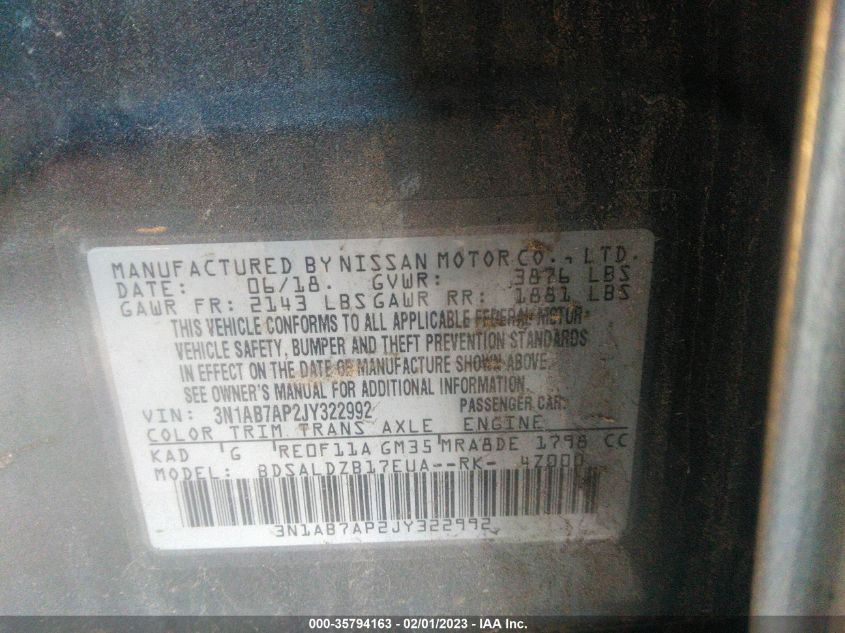 MANUFACTURED BY NISSAN MOTOR CO., LTD.
DATE: 06/18. GVWR: 3876 LBS
GAWR FR: 2143 LBS GAWR RR: 1881 LBS
THIS VEHICLE CONFORMS TO ALL APPLICABLE FEDERAL MOTOR
VEHICLE SAFETY, BUMPER AND THEFT PREVENTION STANDARDS
IN EFFECT ON THE DATE OF MANUFACTURE SHOWN ABOVE.
SEE OWNER'S MANUAL FOR ADDITIONAL INFORMATION.
VIN: 3N1AB7AP2JY322992 PASSENGER CAR
COLOR TRIM TRANS AXLE ENGINE
KAD G RE0F11A GM35 MRA8DE 1798 CC
MODEL: BDSALDZB17EUA--RK- 4Z000
3N1AB7AP2JY322992
000-35794163 - 02/01/2023 - IAA Inc.